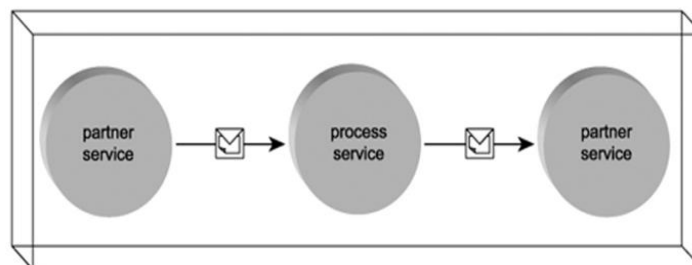 partner
service
process
service
partner
service